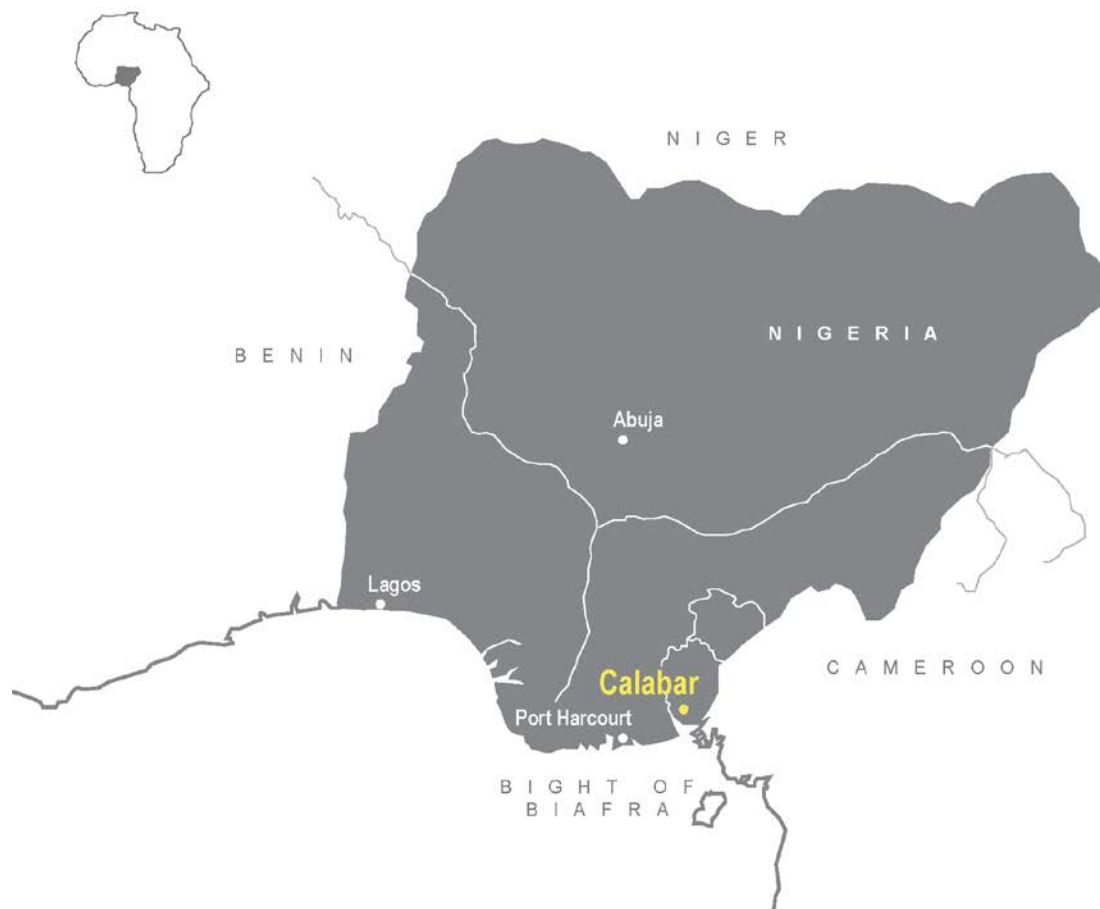 NIGER
NIGERIA
BENIN
Abuja
Lagos
CAMEROON
Calabar
Port Harcourt
BIGHT OF
BIAFRA